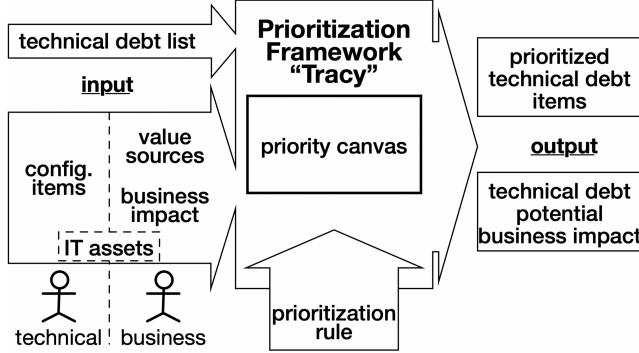 technical debt list
input
config.
items
value
sources
business
impact
IT assets
technical
business
Prioritization
Framework
“Tracy”
priority canvas
prioritization
rule
prioritized
technical debt
items
output
technical debt
potential
business impact